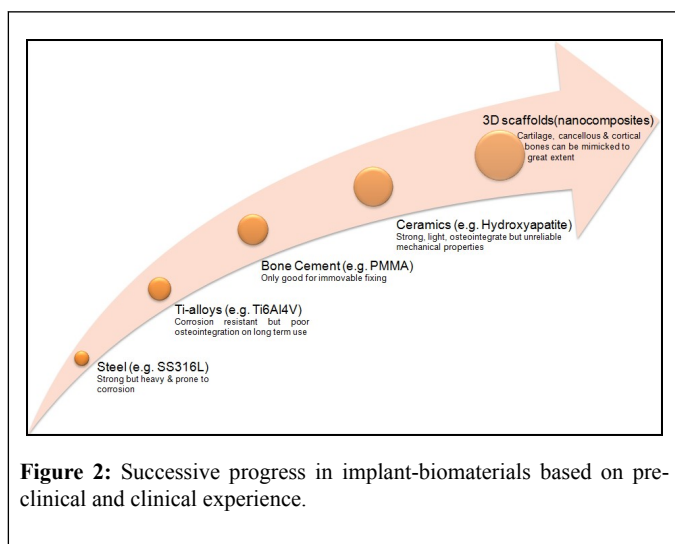 3D scaffolds(nanocomposites)
Cartilage, cancellous & cortical
bones can be mimicked to
great extent
Ceramics (e.g. Hydroxyapatite)
Strong, light, osteointegrate but unreliable
mechanical properties
Bone Cement (e.g. PMMA)
Only good for immovable fixing
Ti-alloys (e.g. Ti6Al4V)
Corrosion resistant but poor
osteointegration on long term use
Steel (e.g. SS316L)
Strong but heavy & prone to
corrosion
Figure 2: Successive progress in implant-biomaterials based on pre-
clinical and clinical experience.